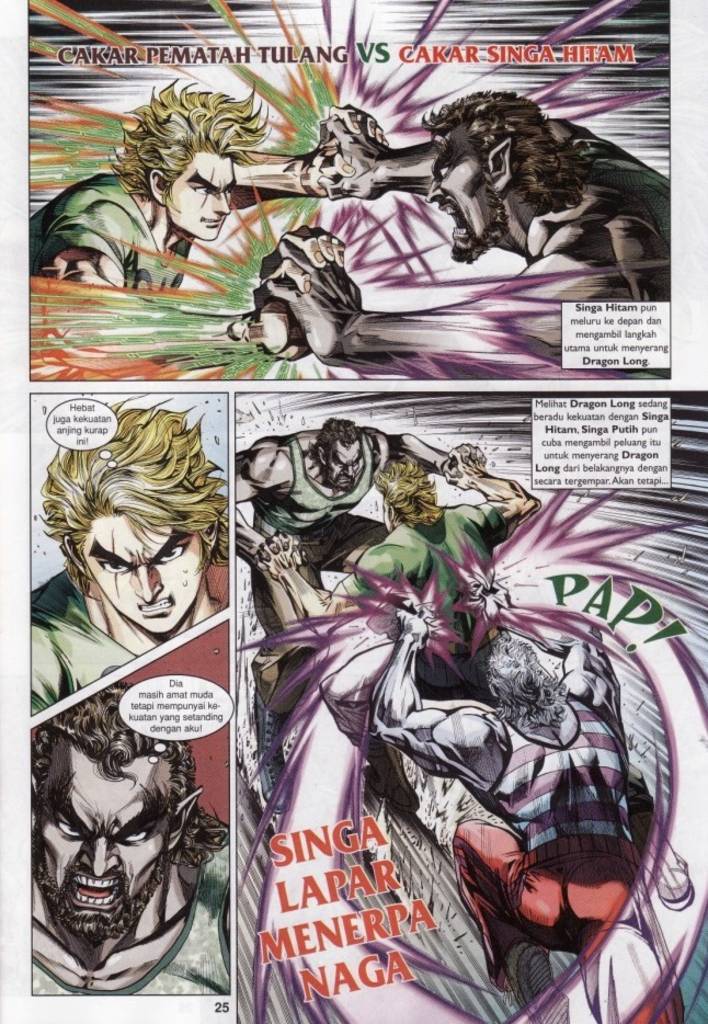 CAKAR PEMATAH TULANG VS CAKAR SINGA HITAM
Singa Hitam pun
meluru ke depan dan
mengambil langkah
utama untuk menyerang
Dragon Long.
Hebat
juga kekuatan
anjing kurap
ini!
Dia
masih amat muda
tetapi mempunyai ke-
kuatan yang setanding
dengan aku!
Melihat Dragon Long sedang
beradu kekuatan dengan Singa
Hitam, Singa Putih pun
cuba mengambil peluang itu
untuk menyerang Dragon
Long dari belakangnya dengan
secara tergempar. Akan tetapi...
PAP!
SINGA
LAPAR
MENERPA
NAGA
25